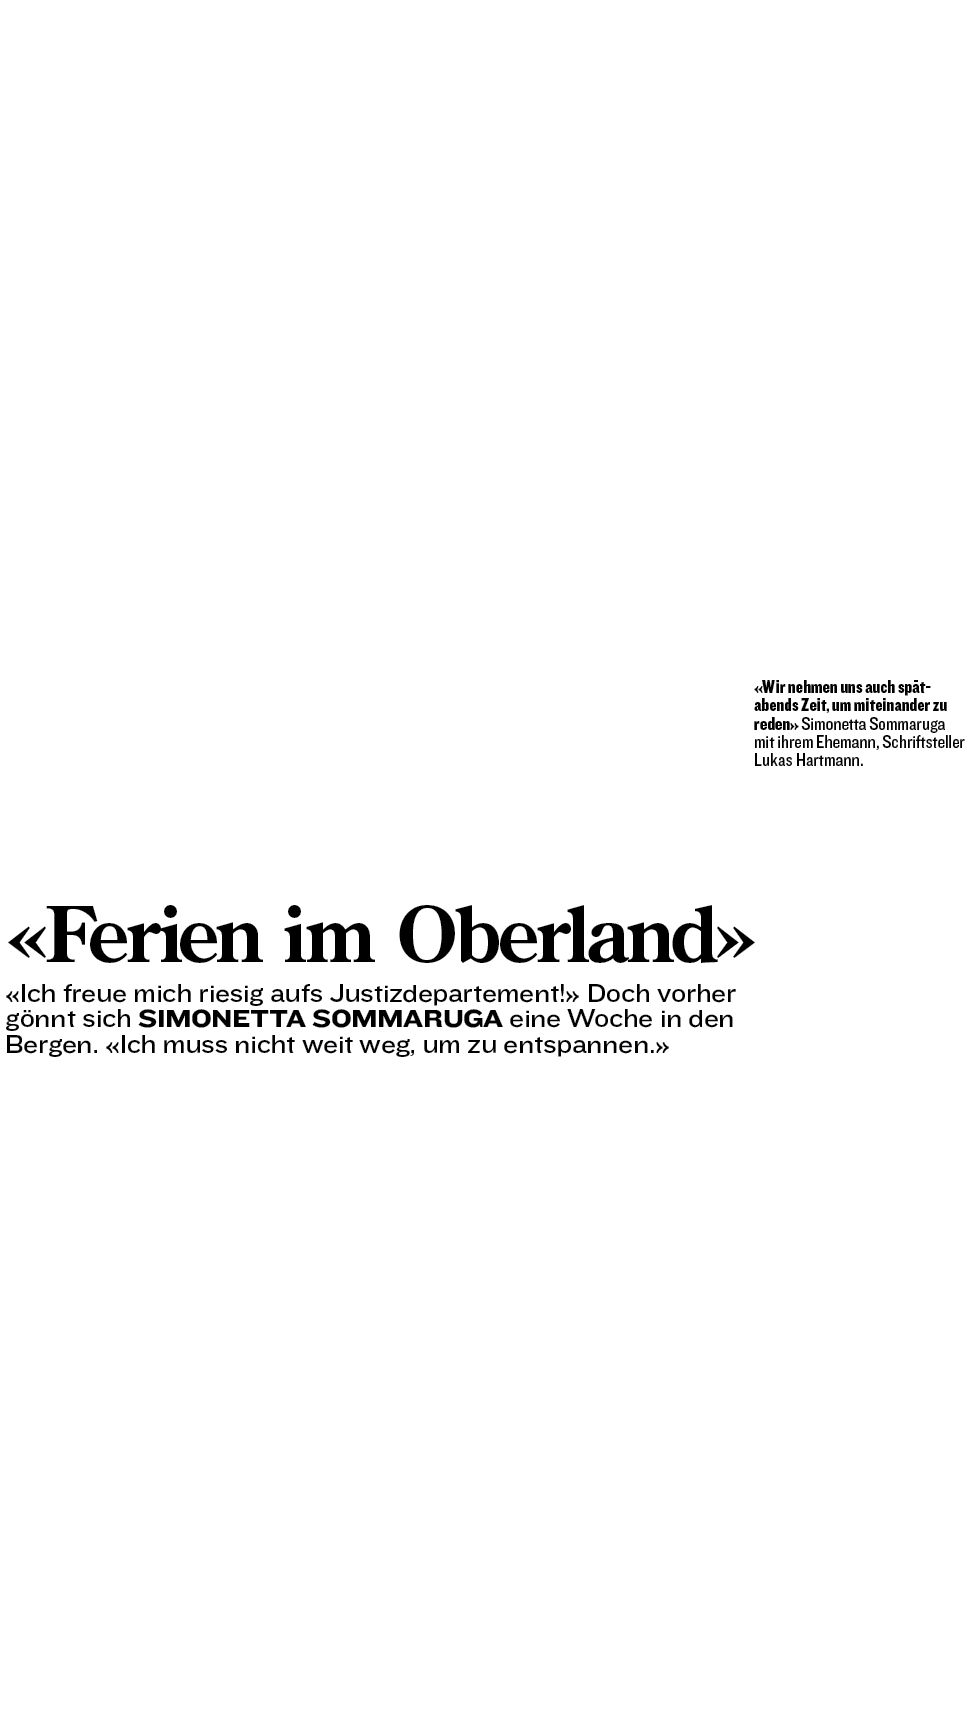 «Wir nehmen uns auch spät-
abends Zeit, um miteinander zu
reden» Simonetta Sommaruga
mit ihrem Ehemann, Schriftsteller
Lukas Hartmann.
«Ferien im Oberland»
«Ich freue mich riesig aufs Justizdepartement!» Doch vorher
gönnt sich SIMONETTA SOMMARUGA eine Woche in den
Bergen. «Ich muss nicht weit weg, um zu entspannen.»